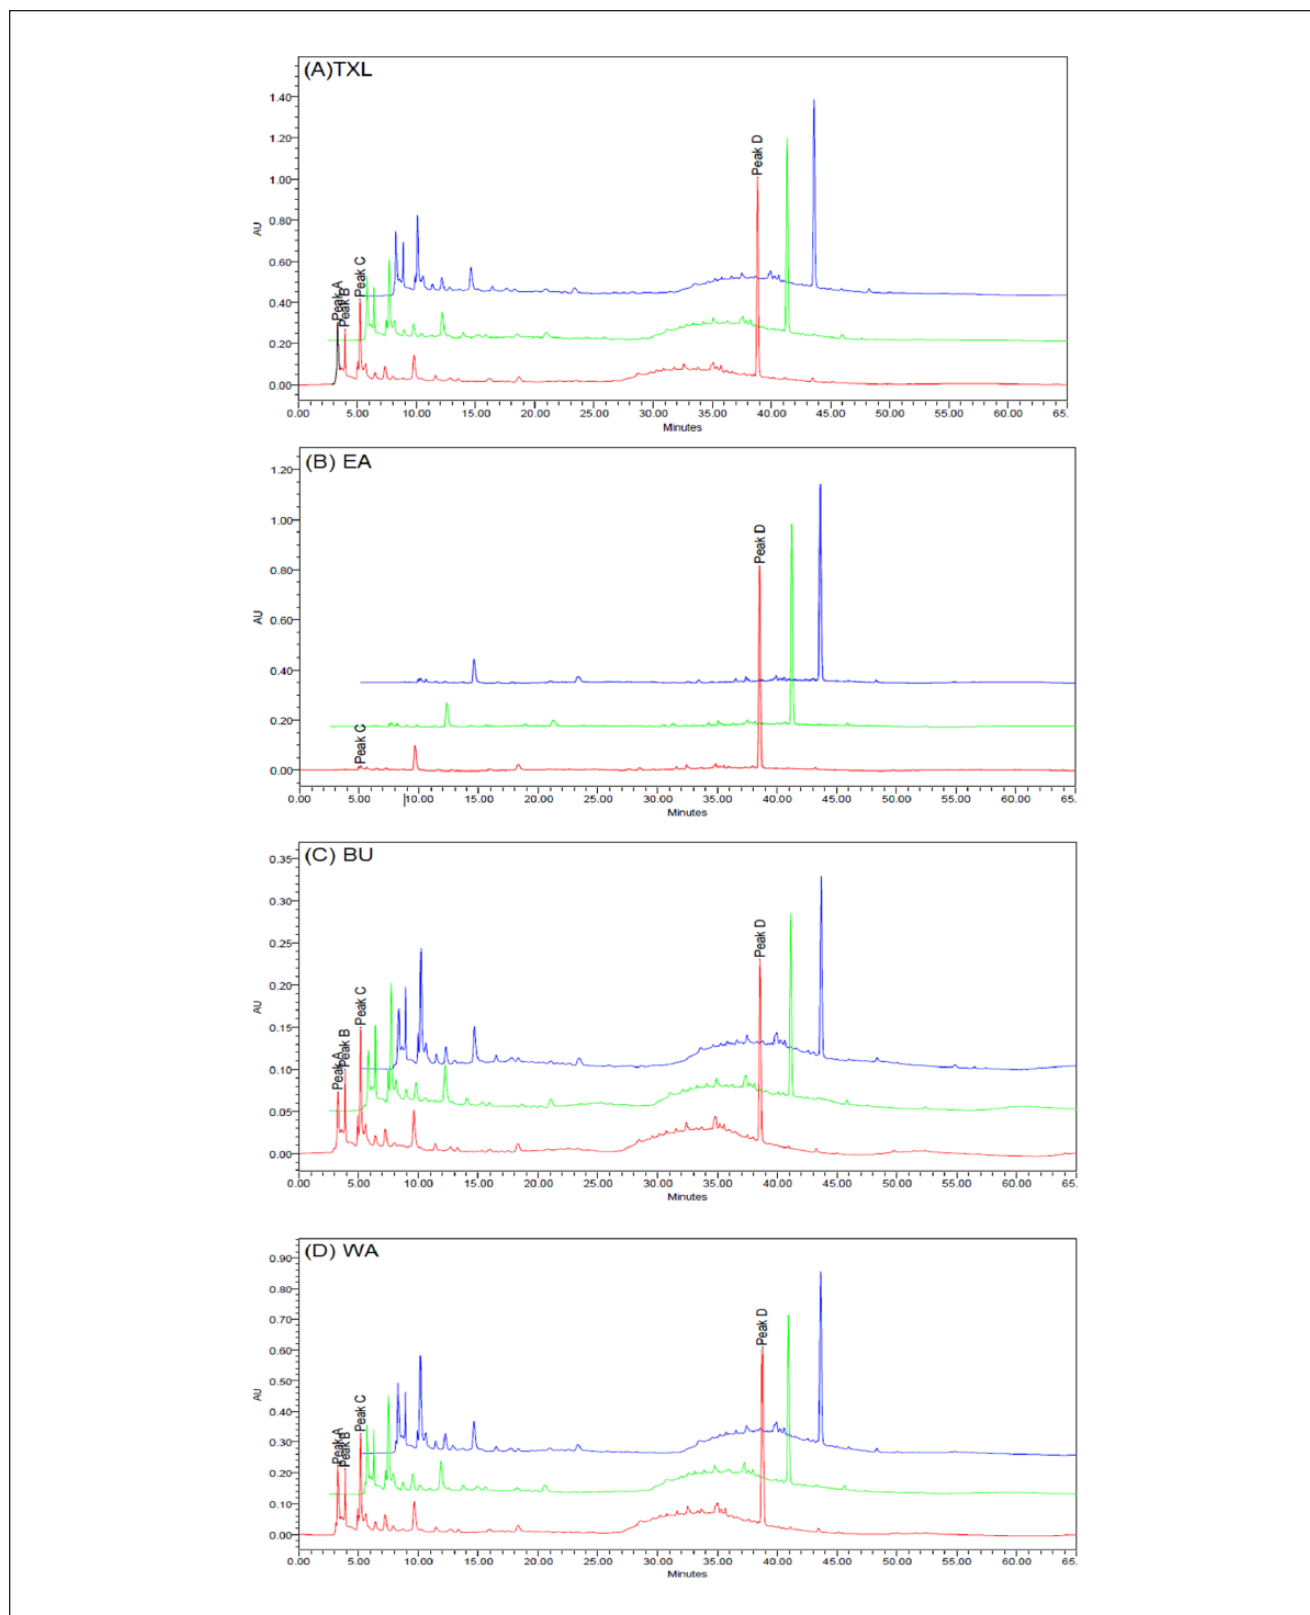 (A)TXL
1.40
1.20
1.00
0.80
0.60
0.40
0.20
0.00
AU
Peak A
Peak B
Peak C
Peak D
0.00 5.00 10.00 15.00 20.00 25.00 30.00 35.00 40.00 45.00 50.00 55.00 60.00 65.
Minutes
(B) EA
1.20
1.00
0.80
0.60
0.40
0.20
0.00
AU
Peak C
Peak D
0.00 5.00 10.00 15.00 20.00 25.00 30.00 35.00 40.00 45.00 50.00 55.00 60.00 65.
Minutes
(C) BU
0.35
0.30
0.25
0.20
0.15
0.10
0.05
0.00
AU
Peak A
Peak B
Peak C
Peak D
0.00 5.00 10.00 15.00 20.00 25.00 30.00 35.00 40.00 45.00 50.00 55.00 60.00 65.
Minutes
(D) WA
0.90
0.80
0.70
0.60
0.50
0.40
0.30
0.20
0.10
0.00
AU
Peak A
Peak B
Peak C
Peak D
0.15 5.00 10.00 15.00 20.00 25.00 30.00 35.00 40.00 45.00 50.00 55.00 60.00 65.
Minutes